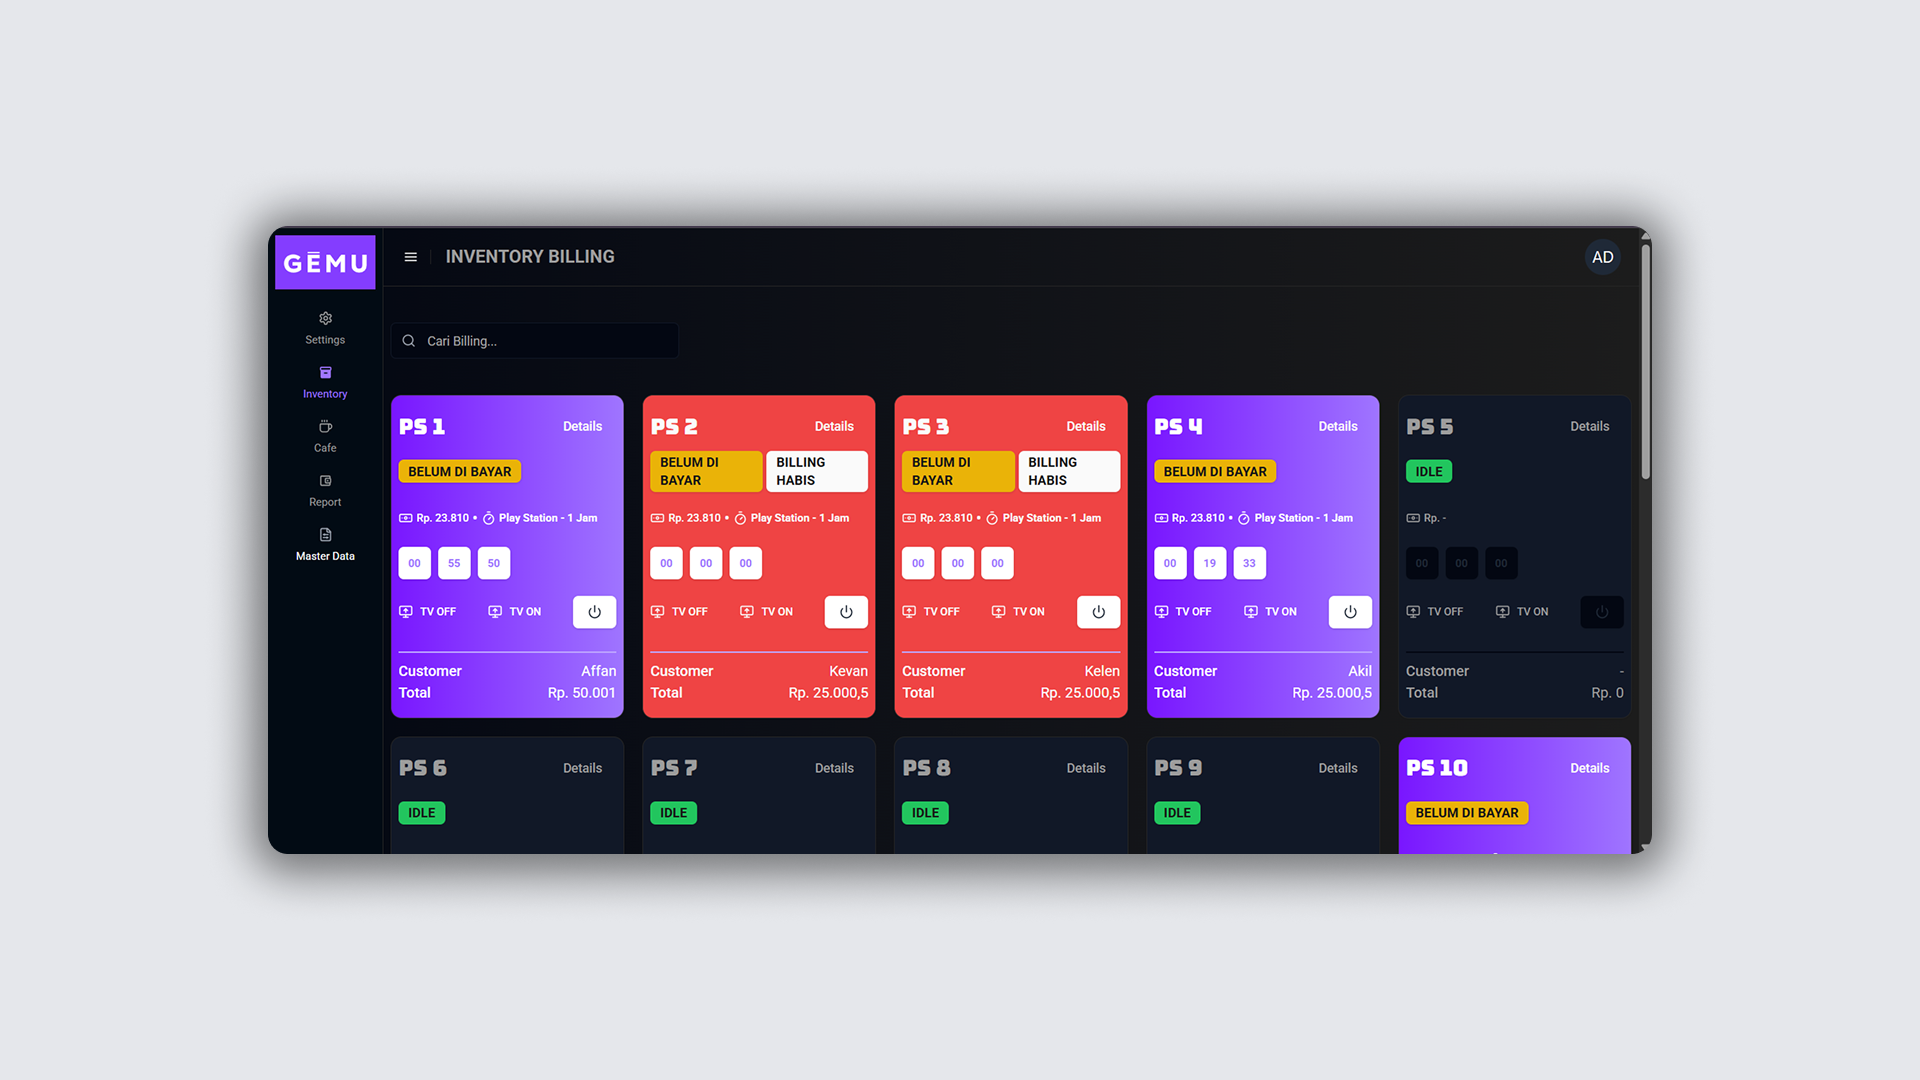 GĒMU
INVENTORY BILLING
AD
Settings
Inventory
Cafe
Report
Master Data
Cari Billing...
PS 1
Details
BELUM DI BAYAR
Rp. 23.810 • Play Station - 1 Jam
00 55 50
TV OFF TV ON
Customer Affan
Total Rp. 50.001
PS 2
Details
BELUM DI
BAYAR
BILLING
HABIS
Rp. 23.810 • Play Station - 1 Jam
00 00 00
TV OFF TV ON
Customer Kevan
Total Rp. 25.000,5
PS 3
Details
BELUM DI
BAYAR
BILLING
HABIS
Rp. 23.810 • Play Station - 1 Jam
00 00 00
TV OFF TV ON
Customer Kelen
Total Rp. 25.000,5
PS 4
Details
BELUM DI BAYAR
Rp. 23.810 • Play Station - 1 Jam
00 19 33
TV OFF TV ON
Customer Akil
Total Rp. 25.000,5
PS 5
Details
IDLE
Rp. -
00 00 00
TV OFF TV ON
Customer -
Total Rp. 0
PS 6
Details
IDLE
PS 7
Details
IDLE
PS 8
Details
IDLE
PS 9
Details
IDLE
PS 10
Details
BELUM DI BAYAR